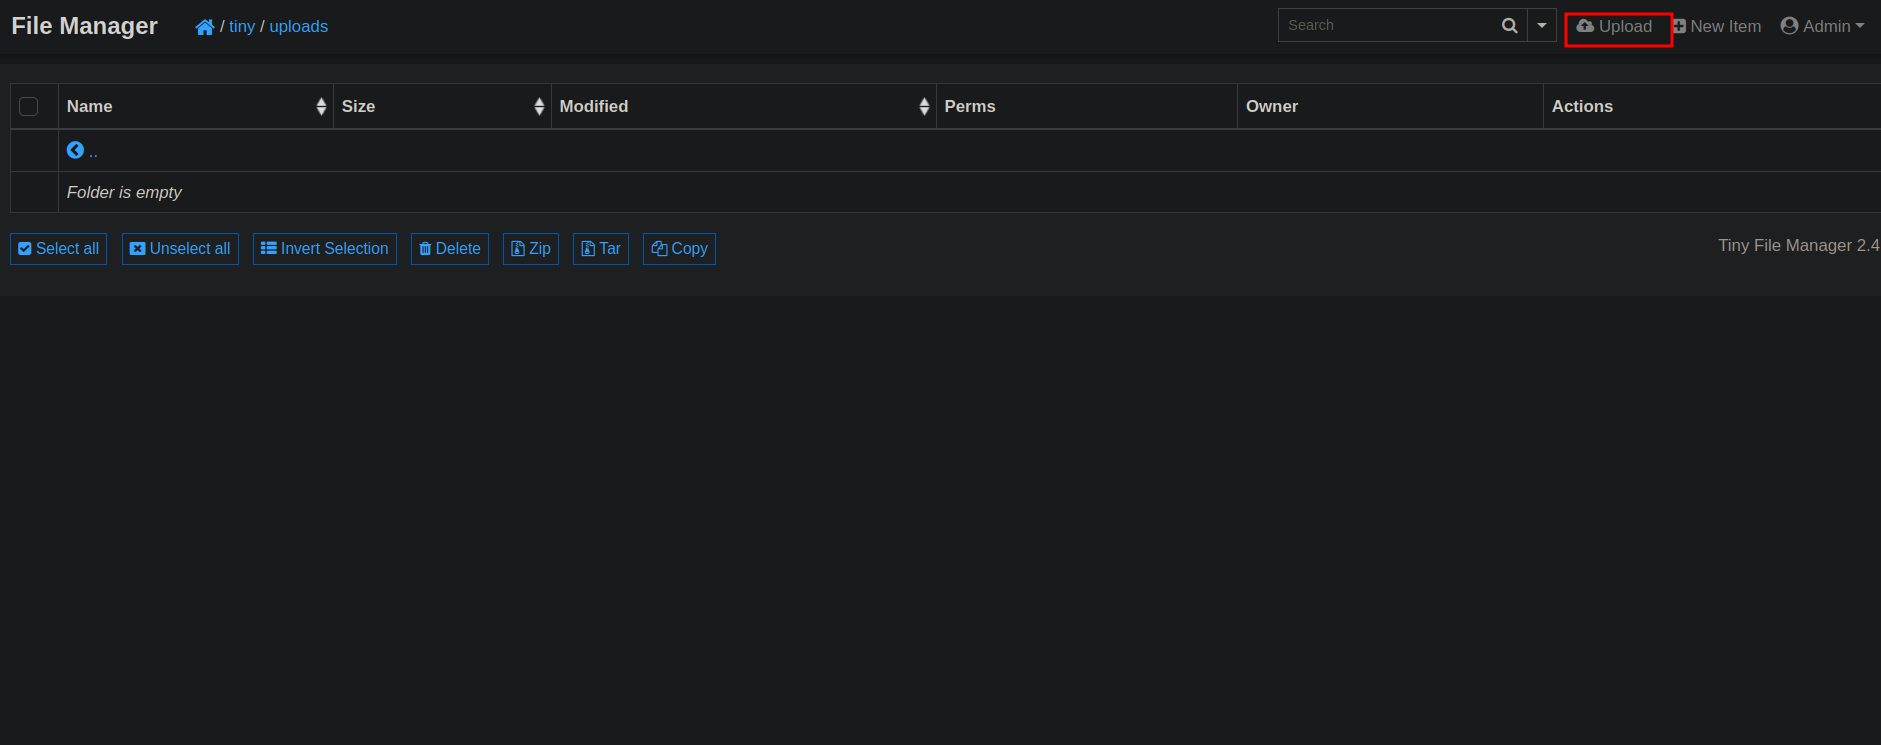 File Manager / tiny / uploads Search Upload New Item Admin
Name Size Modified Perms Owner Actions
..
Folder is empty
Select all Unselect all Invert Selection Delete Zip Tar Copy Tiny File Manager 2.4